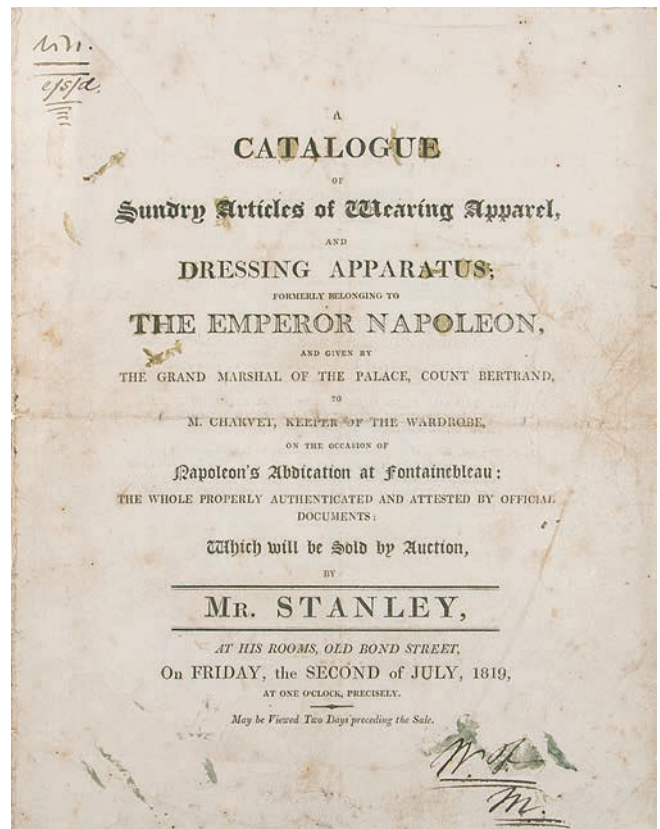 A
CATALOGUE
OF
Sundry Articles of Wearing Apparel,
AND
DRESSING APPARATUS;
FORMERLY BELONGING TO
THE EMPEROR NAPOLEON,
AND GIVEN BY
THE GRAND MARSHAL OF THE PALACE, COUNT BERTRAND,
TO
M. CHARVET, KEEPER OF THE WARDROBE,
ON THE OCCASION OF
Napoleon's Abdication at Fontainebleau:
THE WHOLE PROPERLY AUTHENTICATED AND ATTESTED BY OFFICIAL
DOCUMENTS:
Which will be Sold by Auction,
BY
MR. STANLEY,
AT HIS ROOMS, OLD BOND STREET,
On FRIDAY, the SECOND of JULY, 1819,
AT ONE O'CLOCK, PRECISELY.
May be Viewed Two Days preceding the Sale.
M.